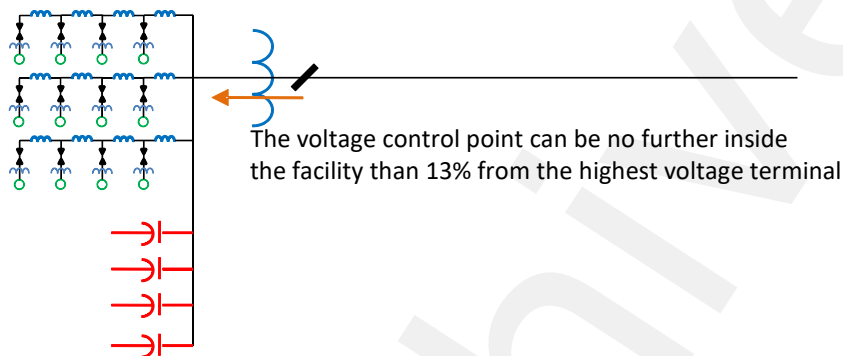 The voltage control point can be no further inside
the facility than 13% from the highest voltage terminal